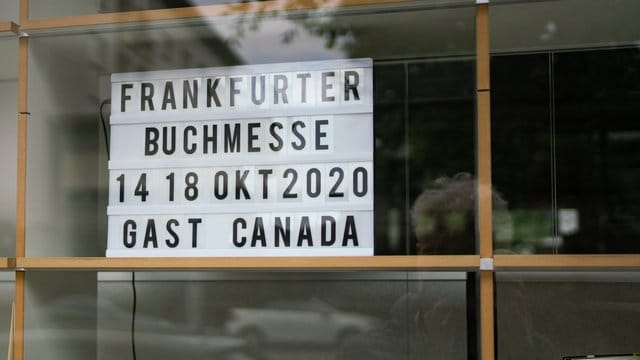 FRANKFURTER
BUCHMESSE
14 18 OKT 2020
GAST CANADA